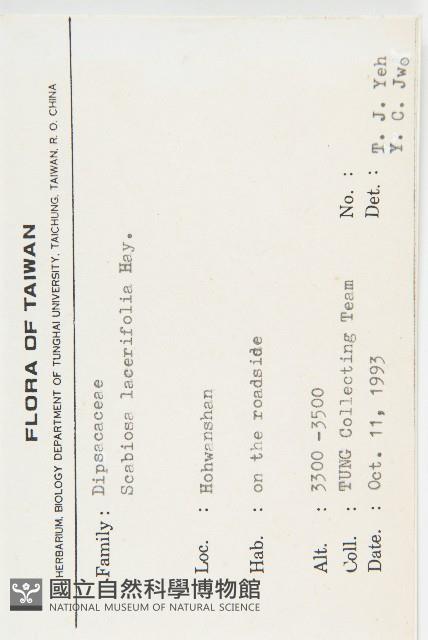 FLORA OF TAIWAN
HERBARIUM, BIOLOGY DEPARTMENT OF TUNGHAI UNIVERSITY, TAICHUNG, TAIWAN, R. O. CHINA
Family: Dipsacaceae
Scabiosa lacerifolia Hay.
Loc. : Hohwanshan
Hab. : on the roadside
Alt. : 3300-3500
Coll. : TUNG Collecting Team No. :
Date. : Oct. 11, 1993 Det. : T. J. Yeh
Y. C. Jwo
國立自然科學博物館
NATIONAL MUSEUM OF NATURAL SCIENCE